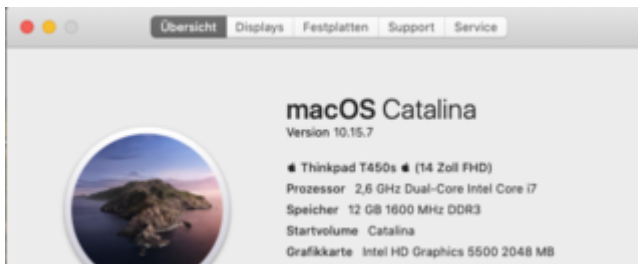 Übersicht Displays Festplatten Support Service
macOS Catalina
Version 10.15.7
 Thinkpad T450s  (14 Zoll FHD)
Prozessor 2,6 GHz Dual-Core Intel Core i7
Speicher 12 GB 1600 MHz DDR3
Startvolume Catalina
Grafikkarte Intel HD Graphics 5500 2048 MB